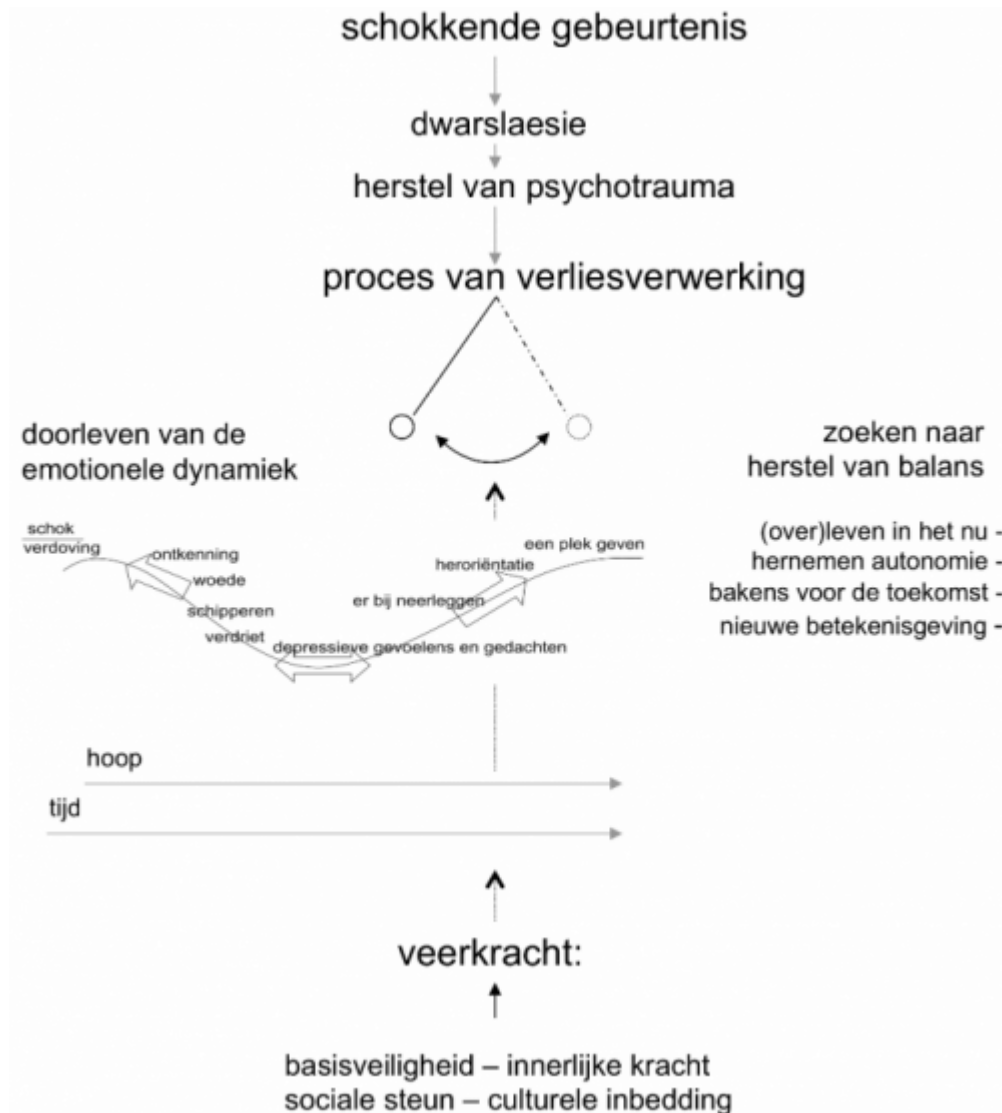 schokkende gebeurtenis
dwarslaesie
herstel van psychotrauma
proces van verliesverwerking
doorleven van de
emotionele dynamiek
schok
verdoving
ontkenning
woede
schipperen
verdriet
depressieve gevoelens en gedachten
er bij neerleggen
heroriëntatie
een plek geven
zoeken naar
herstel van balans
(over)leven in het nu -
hernemen autonomie -
bakens voor de toekomst -
nieuwe betekenisgeving -
hoop
tijd
veerkracht:
basisveiligheid – innerlijke kracht
sociale steun – culturele inbedding